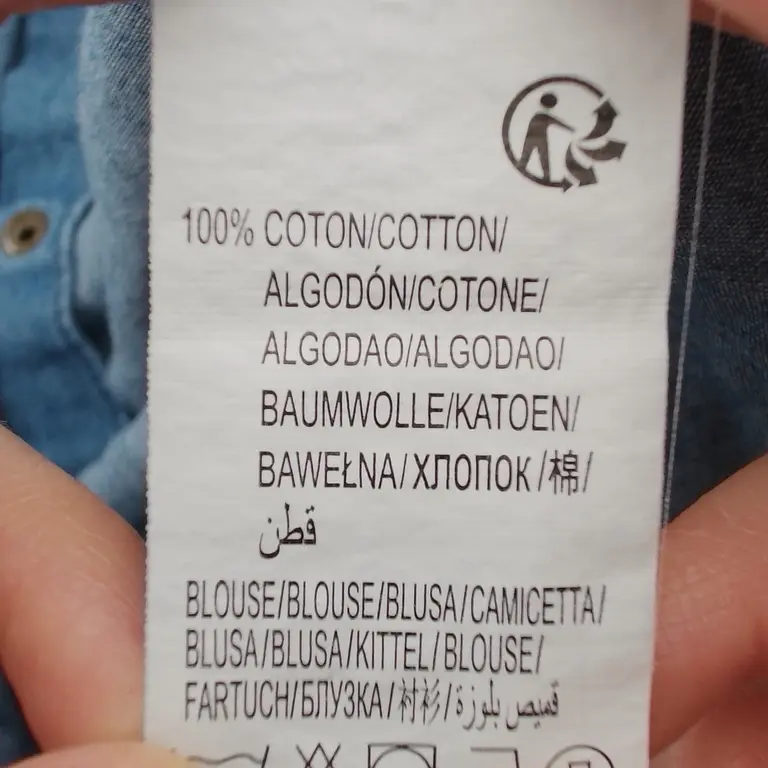 100% COTON/COTTON/
ALGODÓN/COTONE/
ALGODAO/ALGODAO/
BAUMWOLLE/KATOEN/
BAWEŁNA/ХЛОПОК/棉/
قطن
BLOUSE/BLOUSE/BLUSA/CAMICETTA/
BLUSA/BLUSA/KITTEL/BLOUSE/
FARTUCH/БЛУЗКА/衬衫/قميص بلوزة